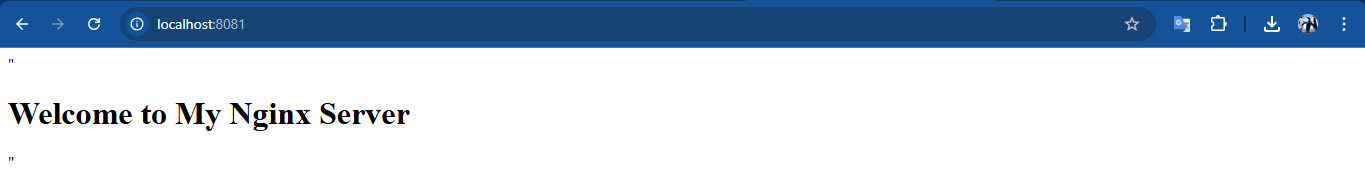 localhost:8081
"
Welcome to My Nginx Server
"